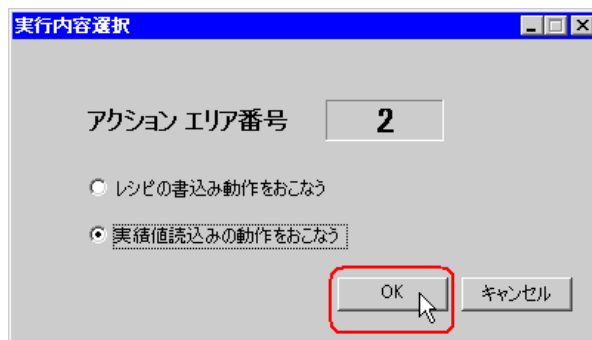 実行内容選択
アクション エリア番号 2
レシピの書込み動作をおこなう
実績値読込みの動作をおこなう
OK キャンセル